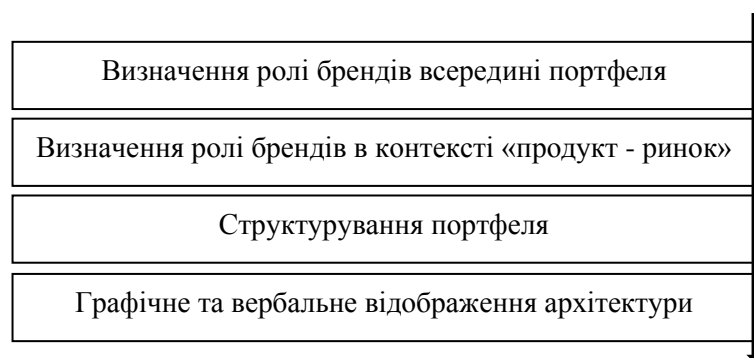 Визначення ролі брендів всередині портфеля
Визначення ролі брендів в контексті «продукт - ринок»
Структурування портфеля
Графічне та вербальне відображення архітектури